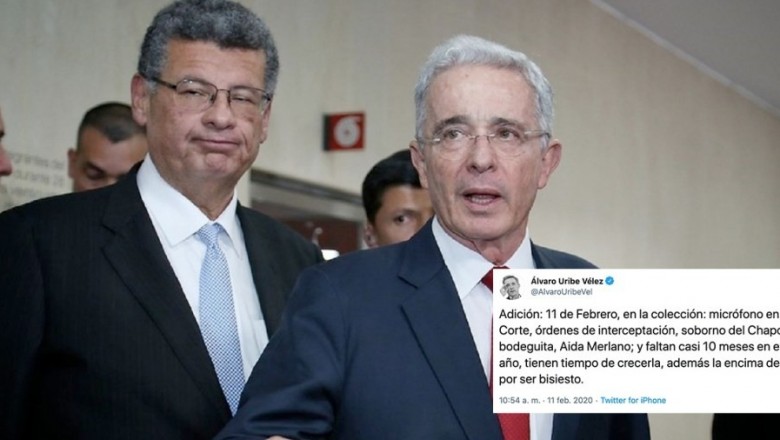 Álvaro Uribe Vélez
@AlvaroUribeVel
Adición: 11 de Febrero, en la colección: micrófono en
Corte, órdenes de interceptación, soborno del Chapo
bodeguita, Aida Merlano; y faltan casi 10 meses en e
año, tienen tiempo de crecerla, además la encima de
por ser bisiesto.
10:54 a. m. · 11 feb. 2020 · Twitter for iPhone